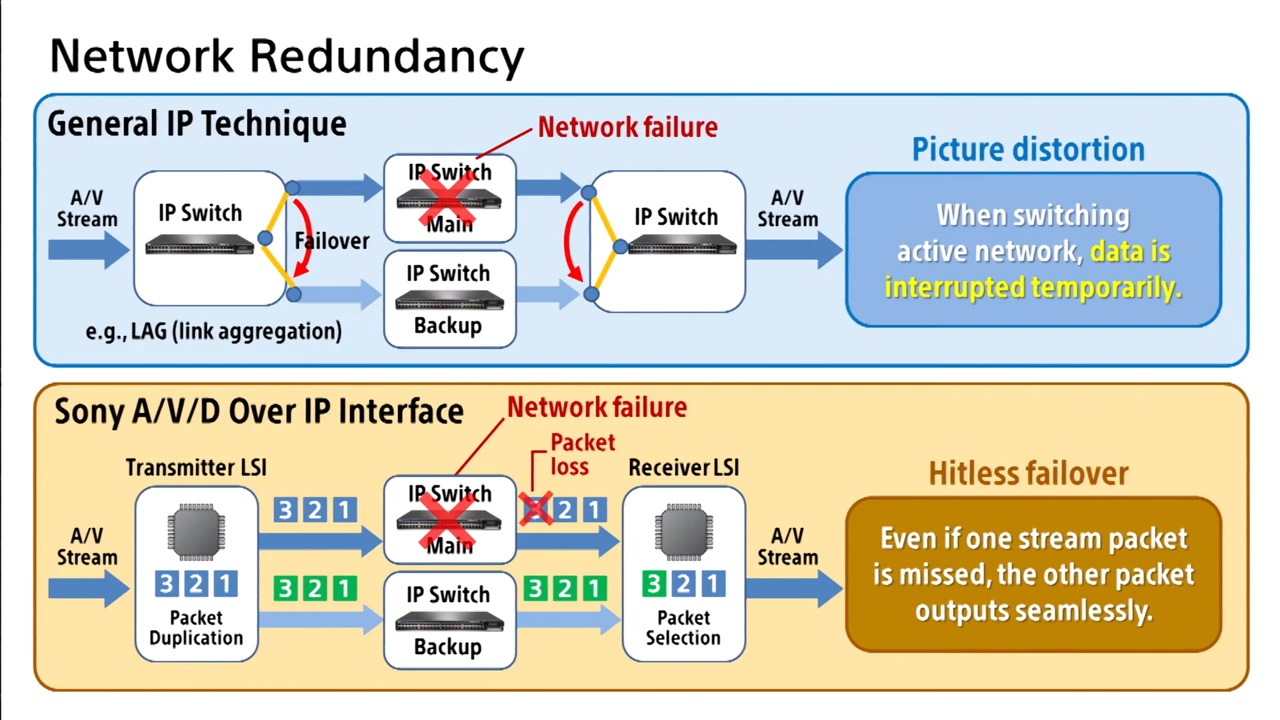 Network Redundancy
General IP Technique
Network failure
Picture distortion
A/V
Stream
IP Switch
Failover
IP Switch
Main
IP Switch
Backup
IP Switch
A/V
Stream
When switching
active network, data is
interrupted temporarily.
e.g., LAG (link aggregation)
Sony A/V/D Over IP Interface
Network failure
Packet
loss
Hitless failover
A/V
Stream
Transmitter LSI
3 2 1
Packet
Duplication
3 2 1
3 2 1
IP Switch
Main
IP Switch
Backup
3 2 1
3 2 1
Receiver LSI
3 2 1
Packet
Selection
A/V
Stream
Even if one stream packet
is missed, the other packet
outputs seamlessly.